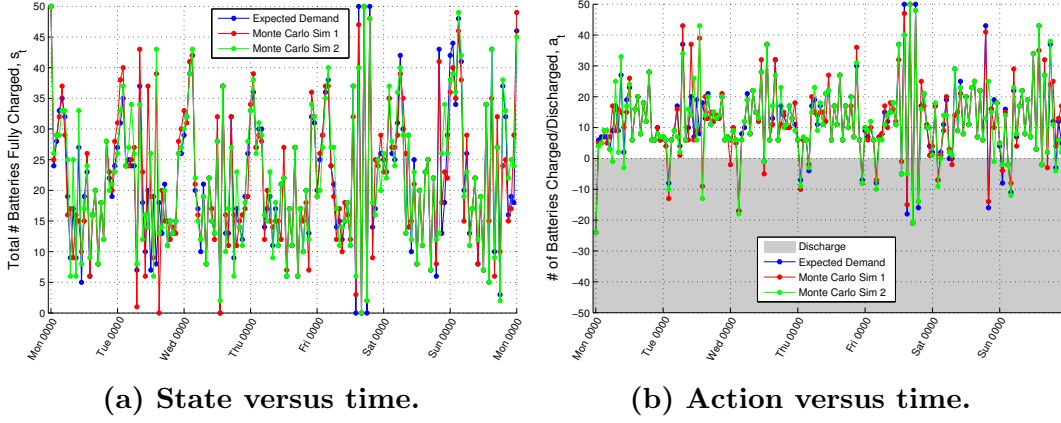 Total # Batteries Fully Charged, s_t
50
45
40
35
30
25
20
15
10
5
0
Expected Demand
Monte Carlo Sim 1
Monte Carlo Sim 2
Mon 0000
Tue 0000
Wed 0000
Thu 0000
Fri 0000
Sat 0000
Sun 0000
Mon 0000
(a) State versus time.
# of Batteries Charged/Discharged, a_t
50
40
30
20
10
0
−10
−20
−30
−40
−50
Discharge
Expected Demand
Monte Carlo Sim 1
Monte Carlo Sim 2
Mon 0000
Tue 0000
Wed 0000
Thu 0000
Fri 0000
Sat 0000
Sun 0000
(b) Action versus time.